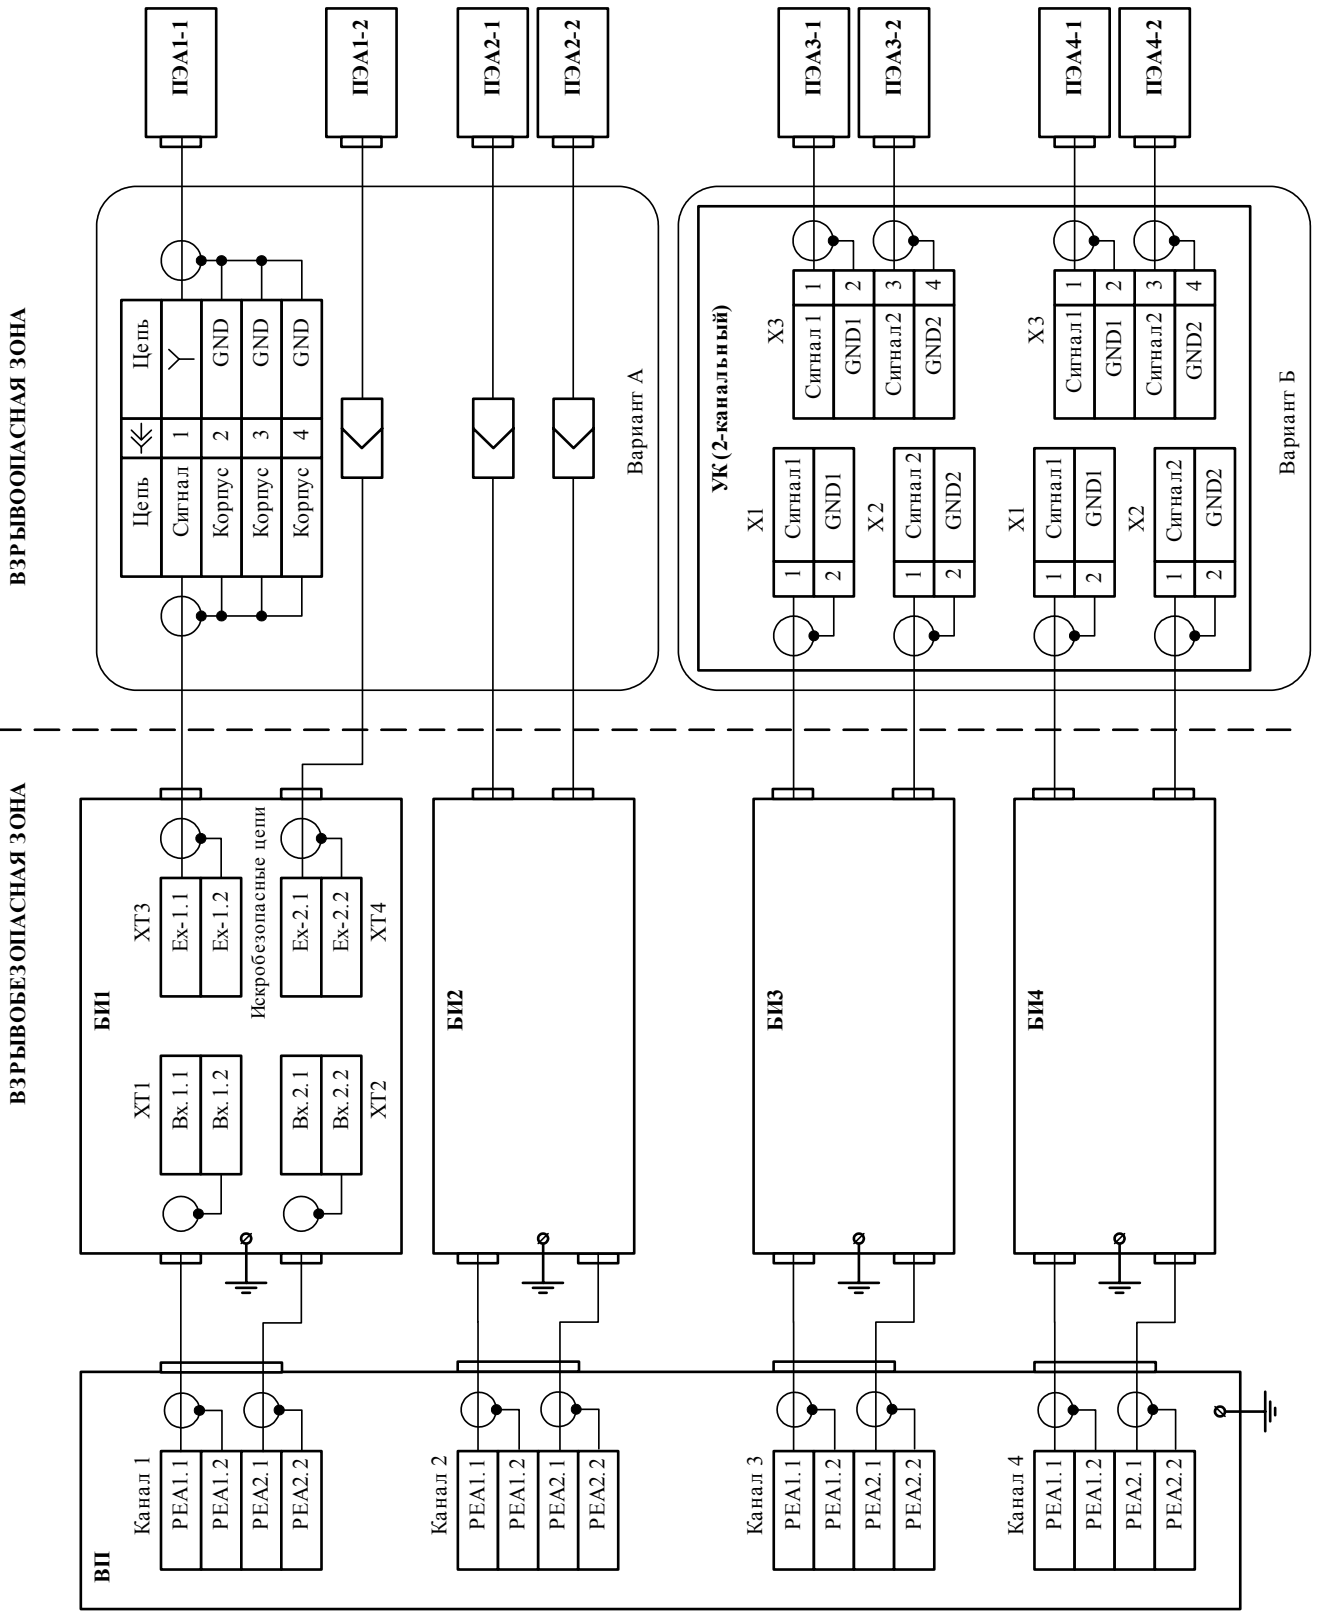 ВЗРЫВОБЕЗОПАСНАЯ ЗОНА
ВЗРЫВООПАСНАЯ ЗОНА
ВП
Канал 1
PEA1.1
PEA1.2
PEA2.1
PEA2.2
Канал 2
PEA1.1
PEA1.2
PEA2.1
PEA2.2
Канал 3
PEA1.1
PEA1.2
PEA2.1
PEA2.2
Канал 4
PEA1.1
PEA1.2
PEA2.1
PEA2.2
БИ1
XT1
Вх.1.1
Вх.1.2
Вх.2.1
Вх.2.2
XT2
XT3
Ex-1.1
Ex-1.2
Искробезопасные цепи
Ex-2.1
Ex-2.2
XT4
БИ2
БИ3
БИ4
Цепь
Цепь
Сигнал
1
Корпус
2
GND
Корпус
3
GND
Корпус
4
GND
Вариант А
УК (2-канальный)
X1
1
Сигнал1
2
GND1
X2
1
Сигнал 2
2
GND2
X3
Сигнал 1
1
GND1
2
Сигнал2
3
GND2
4
X1
1
Сигнал1
2
GND1
X2
1
Сигнал2
2
GND2
X3
Сигнал1
1
GND1
2
Сигнал2
3
GND2
4
Вариант Б
ПЭА1-1
ПЭА1-2
ПЭА2-1
ПЭА2-2
ПЭА3-1
ПЭА3-2
ПЭА4-1
ПЭА4-2